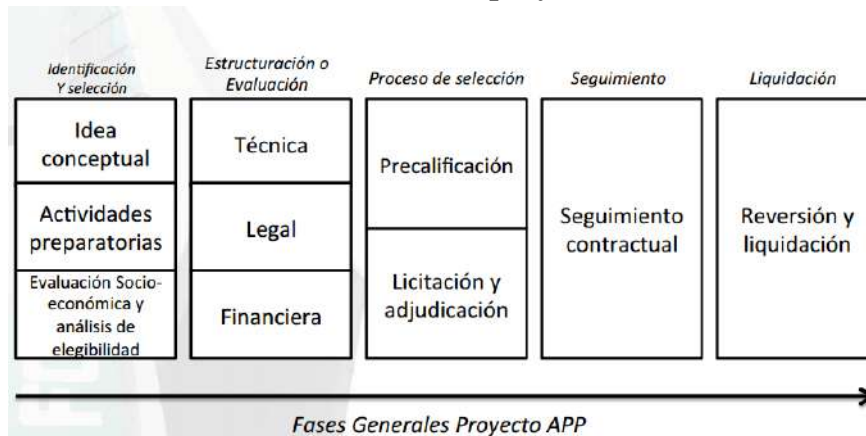 Identificación
Y selección
Idea
conceptual
Actividades
preparatorias
Evaluación Socio-
económica y
análisis de
elegibilidad
Estructuración o
Evaluación
Técnica
Legal
Financiera
Proceso de selección
Precalificación
Licitación y
adjudicación
Seguimiento
Seguimiento
contractual
Liquidación
Reversión y
liquidación
Fases Generales Proyecto APP